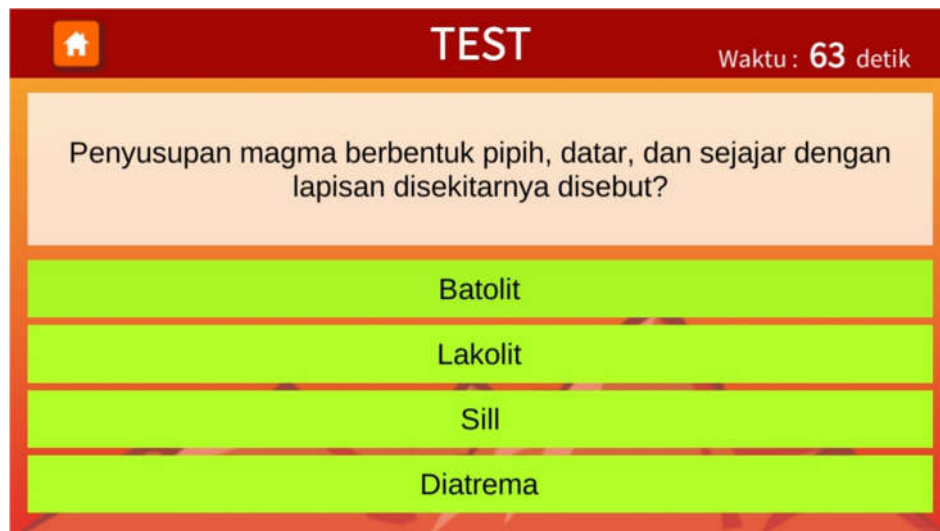 TEST
Waktu : 63 detik
Penyusupan magma berbentuk pipih, datar, dan sejajar dengan
lapisan disekitarnya disebut?
Batolit
Lakolit
Sill
Diatrema